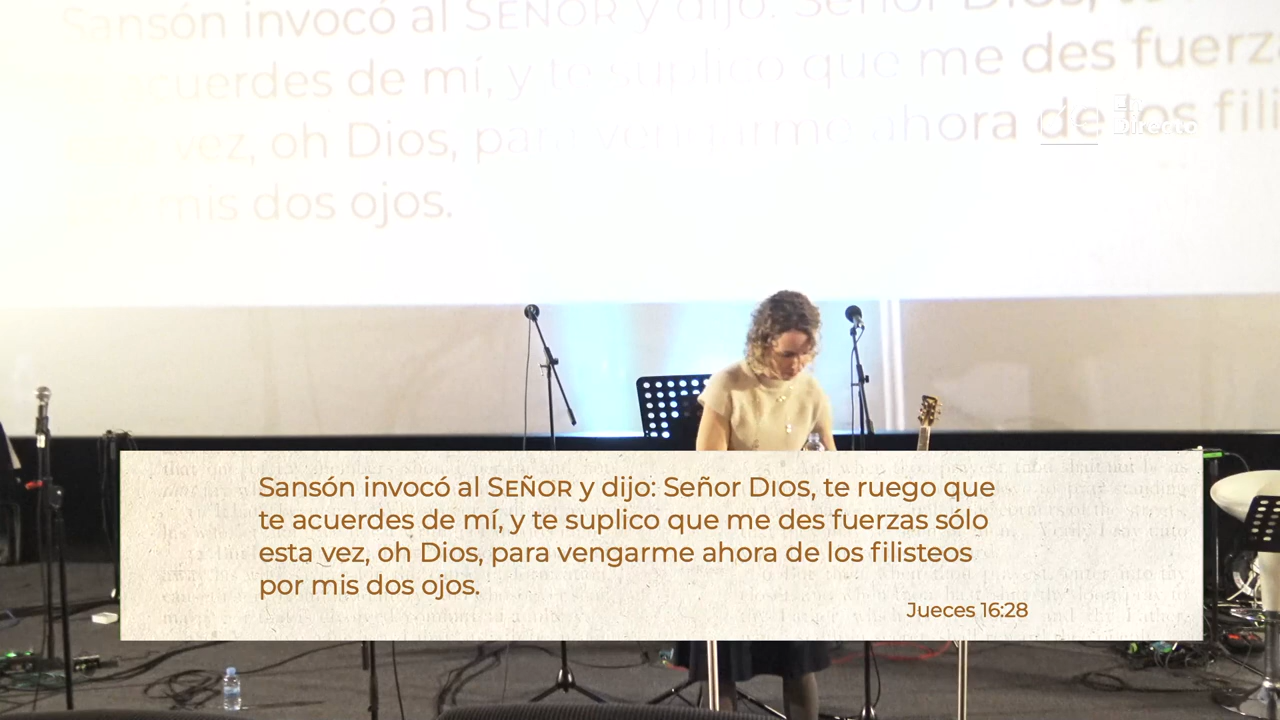 Sansón invocó al SEÑOR y dijo: Señor Dios, te
acuerdes de mí, y te suplico que me des fuerz
vez, oh Dios, para vengarme ahora de los fili
mis dos ojos.
En
Directo
Sansón invocó al SEÑOR y dijo: Señor DIOS, te ruego que
te acuerdes de mí, y te suplico que me des fuerzas sólo
esta vez, oh Dios, para vengarme ahora de los filisteos
por mis dos ojos.
Jueces 16:28